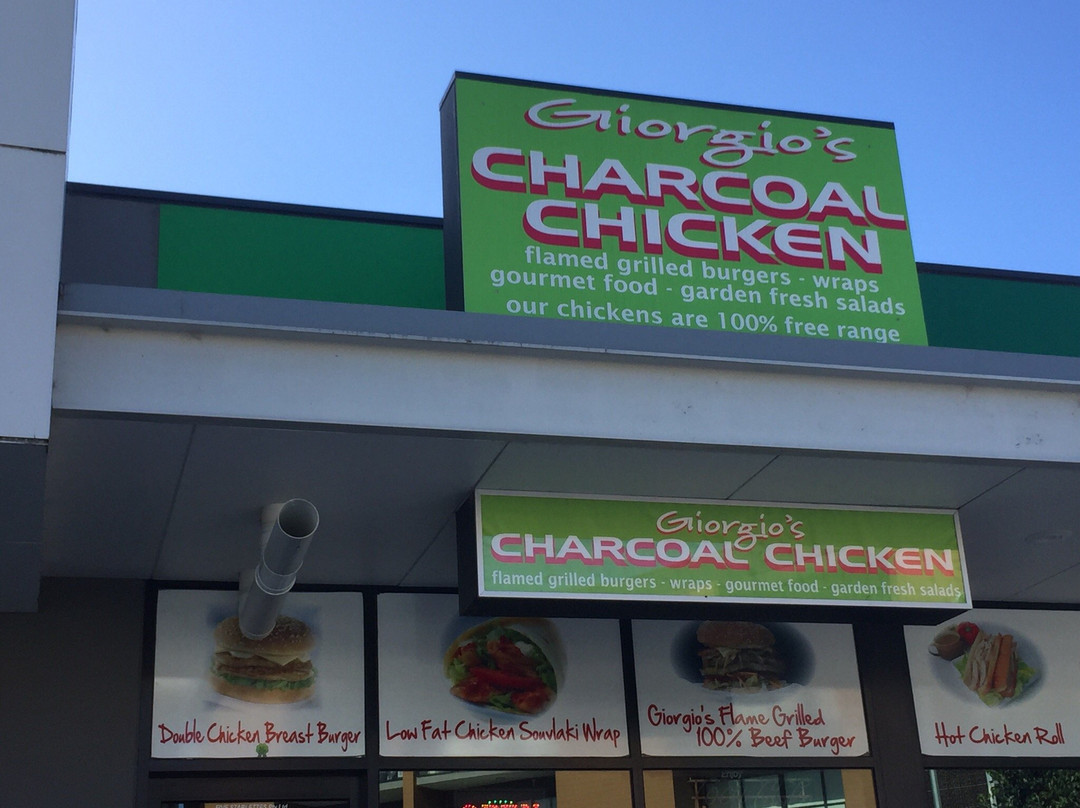 Giorgio's
CHARCOAL
CHICKEN
flamed grilled burgers - wraps
gourmet food - garden fresh salads
our chickens are 100% free range
Giorgio's
CHARCOAL CHICKEN
flamed grilled burgers - wraps - gourmet food - garden fresh salads
Double Chicken Breast Burger
Low Fat Chicken Souvlaki Wrap
Giorgio's Flame Grilled
100% Beef Burger
Hot Chicken Roll